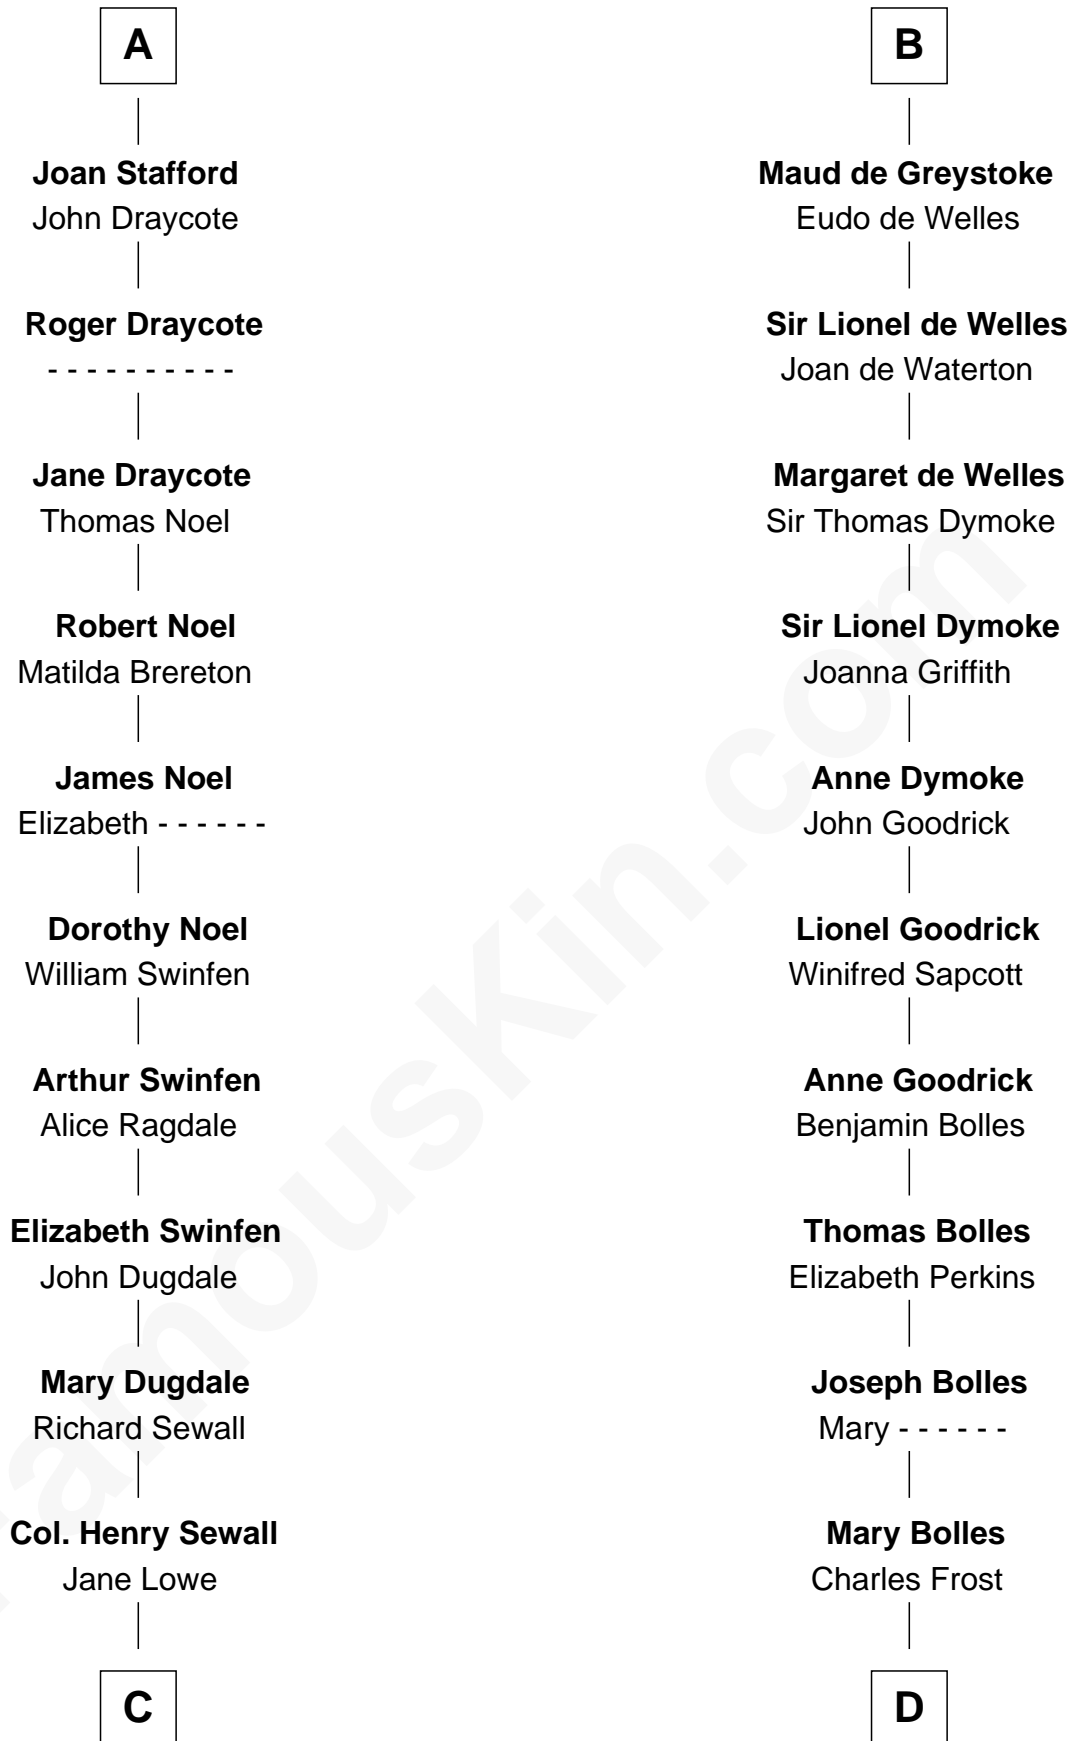 A
Joan Stafford
John Draycote
Roger Draycote
- - - - - - - - - -
Jane Draycote
Thomas Noel
Robert Noel
Matilda Brereton
James Noel
Elizabeth - - - - - -
Dorothy Noel
William Swinfen
Arthur Swinfen
Alice Ragdale
Elizabeth Swinfen
John Dugdale
Mary Dugdale
Richard Sewall
Col. Henry Sewall
Jane Lowe
C
B
Maud de Greystoke
Eudo de Welles
Sir Lionel de Welles
Joan de Waterton
Margaret de Welles
Sir Thomas Dymoke
Sir Lionel Dymoke
Joanna Griffith
Anne Dymoke
John Goodrick
Lionel Goodrick
Winifred Sapcott
Anne Goodrick
Benjamin Bolles
Thomas Bolles
Elizabeth Perkins
Joseph Bolles
Mary - - - - - -
Mary Bolles
Charles Frost
D
FamousKin.com